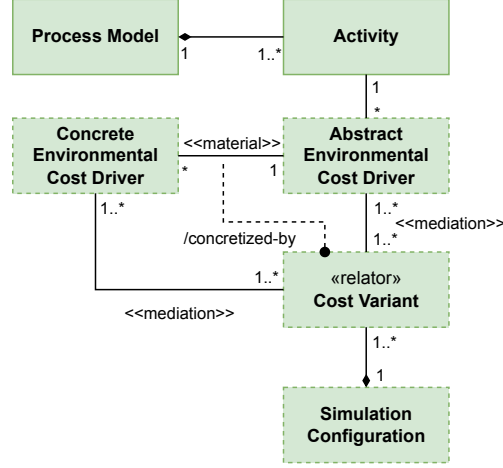 Process Model
Activity
1
1..*
1
*
Concrete
Environmental
Cost Driver
<<material>>
*
1
Abstract
Environmental
Cost Driver
1..*
1..*
<<mediation>>
/concretized-by
1..*
1..*
<<mediation>>
«relator»
Cost Variant
1..*
1
Simulation
Configuration